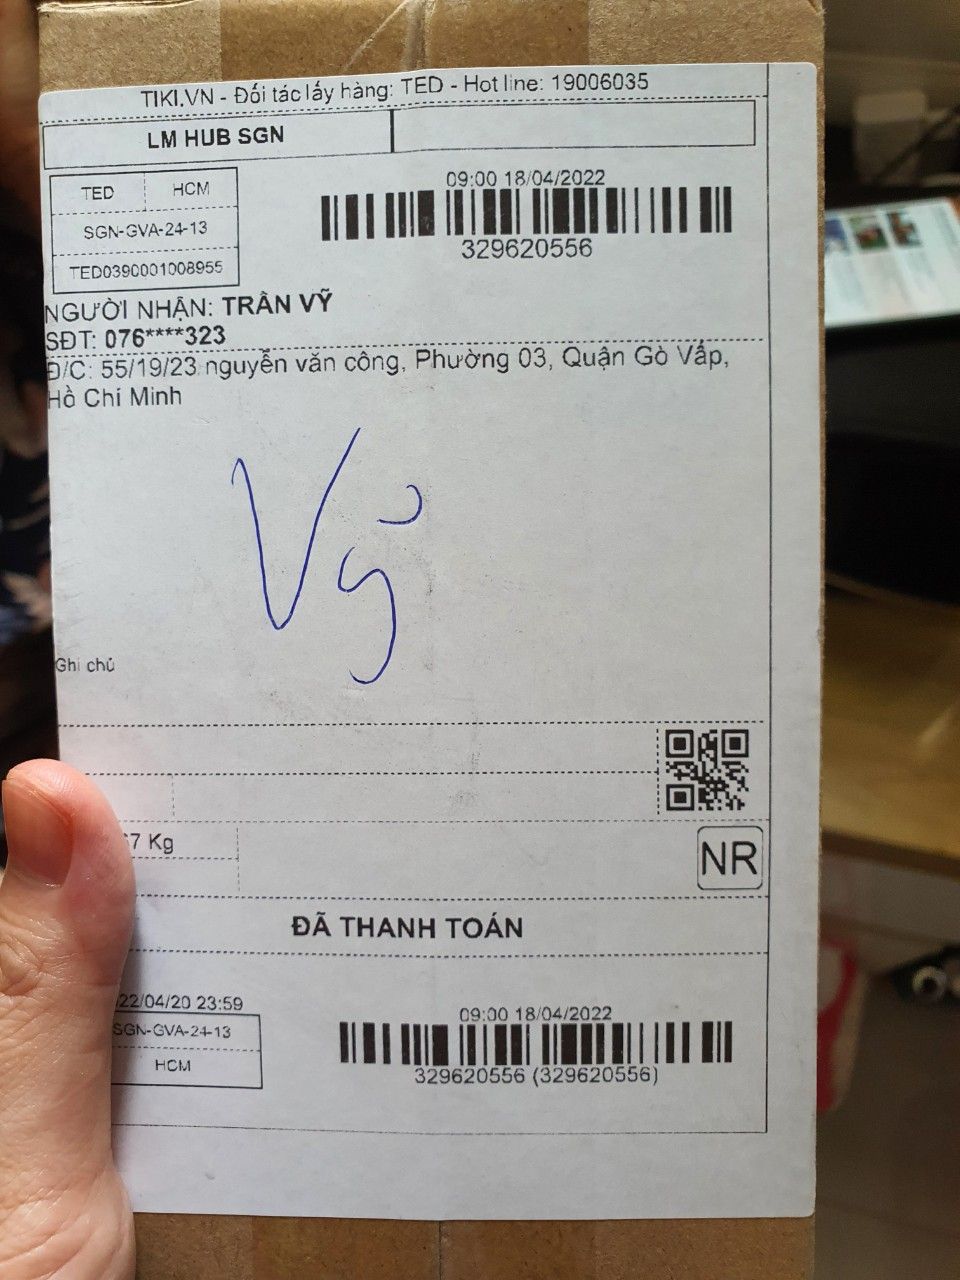 TIKI.VN - Đối tác lấy hàng: TED - Hot line: 19006035
LM HUB SGN
TED HCM
SGN-GVA-24-13
TED0390001008955
09:00 18/04/2022
329620556
NGƯỜI NHẬN: TRẦN VỸ
SĐT: 076****323
Đ/C: 55/19/23 nguyễn văn công, Phường 03, Quận Gò Vấp,
Hồ Chí Minh
Vỹ
Ghi chú
7 Kg
NR
ĐÃ THANH TOÁN
22/04/20 23:59
SGN-GVA-24-13
HCM
09:00 18/04/2022
329620556 (329620556)